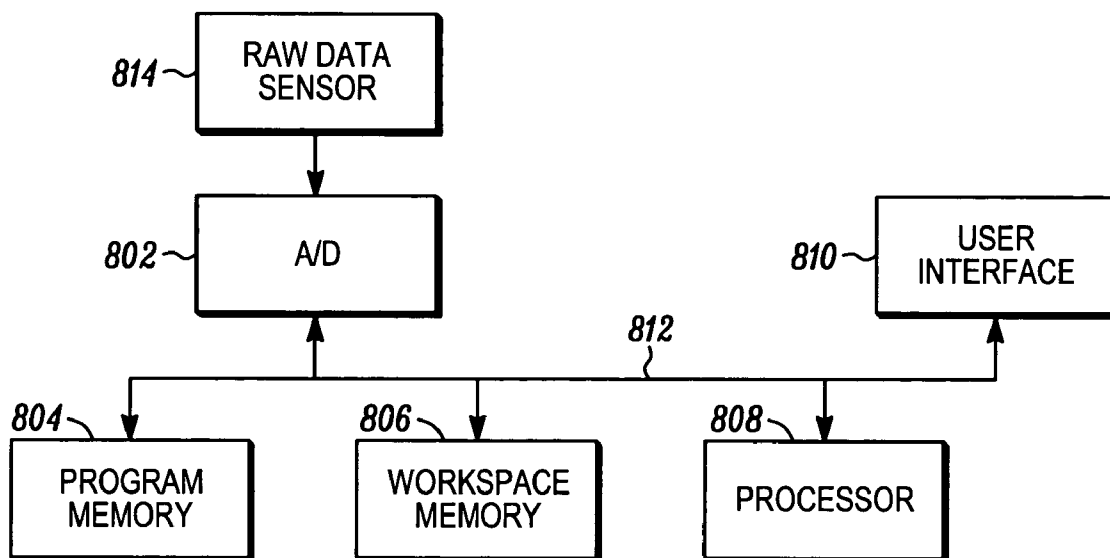 814
RAW DATA
SENSOR
802
A/D
810
USER
INTERFACE
812
804
PROGRAM
MEMORY
806
WORKSPACE
MEMORY
808
PROCESSOR